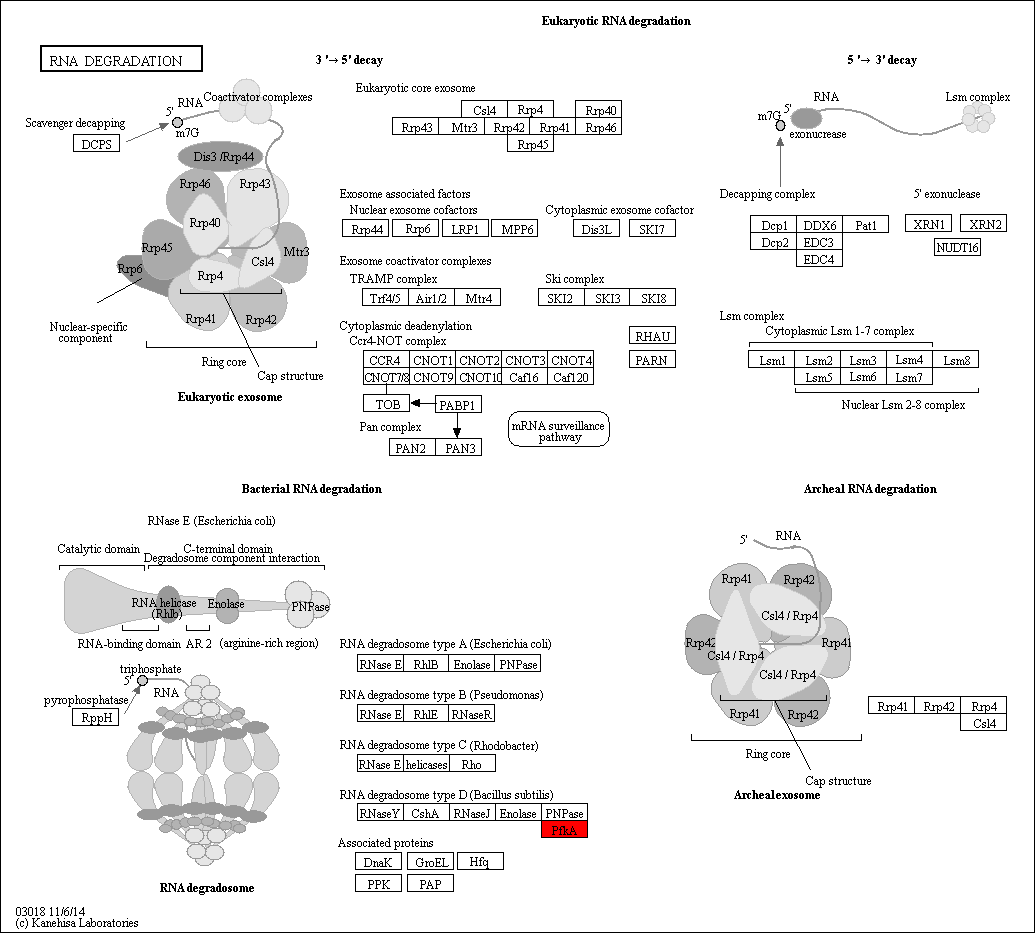 Eukaryotic RNA degradation
RNA DEGRADATION
3 '→ 5' decay
5 '→ 3' decay
RNA
Coactivator complexes
5'
m7G
Scavenger decapping
DCPS
Dis3 /Rrp44
Rrp46
Rrp43
Rrp40
Rrp45
Csl4
Mtr3
Rrp6
Rrp4
Rrp41
Rrp42
Nuclear-specific
component
Ring core
Cap structure
Eukaryotic exosome
Eukaryotic core exosome
Csl4 Rrp4 Rrp40
Rrp43 Mtr3 Rrp42 Rrp41 Rrp46
Rrp45
Exosome associated factors
Nuclear exosome cofactors
Cytoplasmic exosome cofactor
Rrp44 Rrp6 LRP1 MPP6
Dis3L SKI7
Exosome coactivator complexes
TRAMP complex
Ski complex
Trf4/5 Air1/2 Mtr4
SKI2 SKI3 SKI8
Cytoplasmic deadenylation
Ccr4-NOT complex
RHAU
PARN
CCR4 CNOT1 CNOT2 CNOT3 CNOT4
CNOT7/8 CNOT9 CNOT10 Caf16 Caf120
TOB
PABP1
Pan complex
PAN2 PAN3
mRNA surveillance
pathway
RNA
Lsm complex
5'
m7G
exonucrease
Decapping complex
5' exonuclease
Dcp1 DDX6 Pat1
Dcp2 EDC3
EDC4
XRN1 XRN2
NUDT16
Lsm complex
Cytoplasmic Lsm 1-7 complex
Lsm1 Lsm2 Lsm3 Lsm4 Lsm8
Lsm5 Lsm6 Lsm7
Nuclear Lsm 2-8 complex
Bacterial RNA degradation
RNase E (Escherichia coli)
Catalytic domain
C-terminal domain
Degradosome component interaction
RNA helicase
(Rhlb)
Enolase
PNPase
RNA-binding domain
AR 2
(arginine-rich region)
triphosphate
5'
RNA
pyrophosphatase
RppH
RNA degradosome
RNA degradosome type A (Escherichia coli)
RNase E RhlB Enolase PNPase
RNA degradosome type B (Pseudomonas)
RNase E RhlE RNaseR
RNA degradosome type C (Rhodobacter)
RNase E helicases Rho
RNA degradosome type D (Bacillus subtilis)
RNaseY CshA RNaseJ Enolase PNPase
PfkA
Associated proteins
DnaK GroEL Hfq
PPK PAP
Archeal RNA degradation
5'
RNA
Rrp41
Rrp42
Csl4 / Rrp4
Rrp42
Csl4 / Rrp4
Rrp41
Csl4 / Rrp4
Rrp41
Rrp42
Ring core
Cap structure
Archeal exosome
Rrp41 Rrp42 Rrp4
Csl4
03018 11/6/14
(c) Kanehisa Laboratories